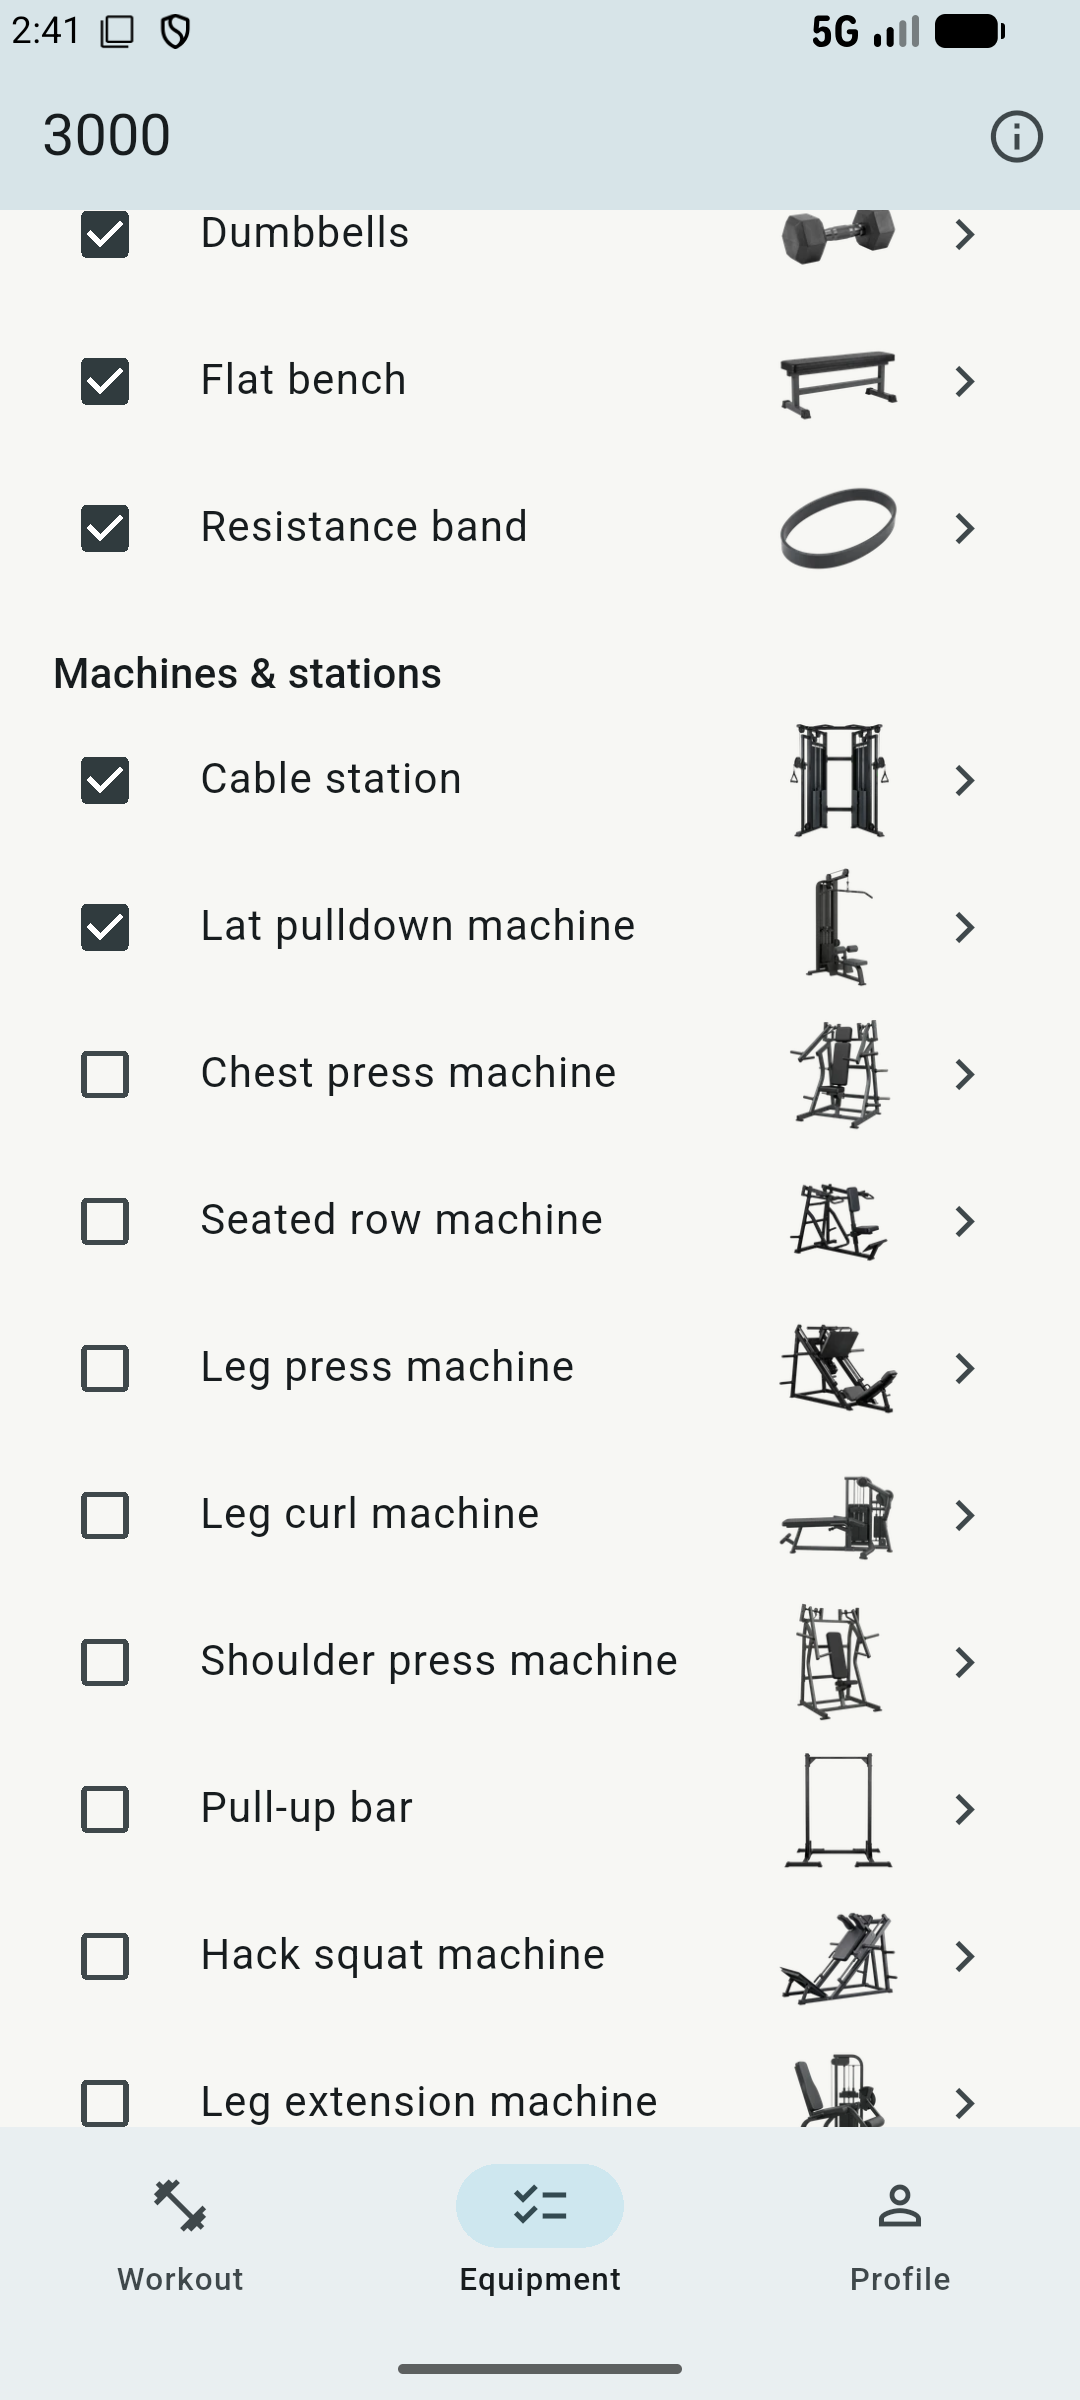 2:41
5G
3000
Dumbbells
Flat bench
Resistance band
Machines & stations
Cable station
Lat pulldown machine
Chest press machine
Seated row machine
Leg press machine
Leg curl machine
Shoulder press machine
Pull-up bar
Hack squat machine
Leg extension machine
Workout
Equipment
Profile